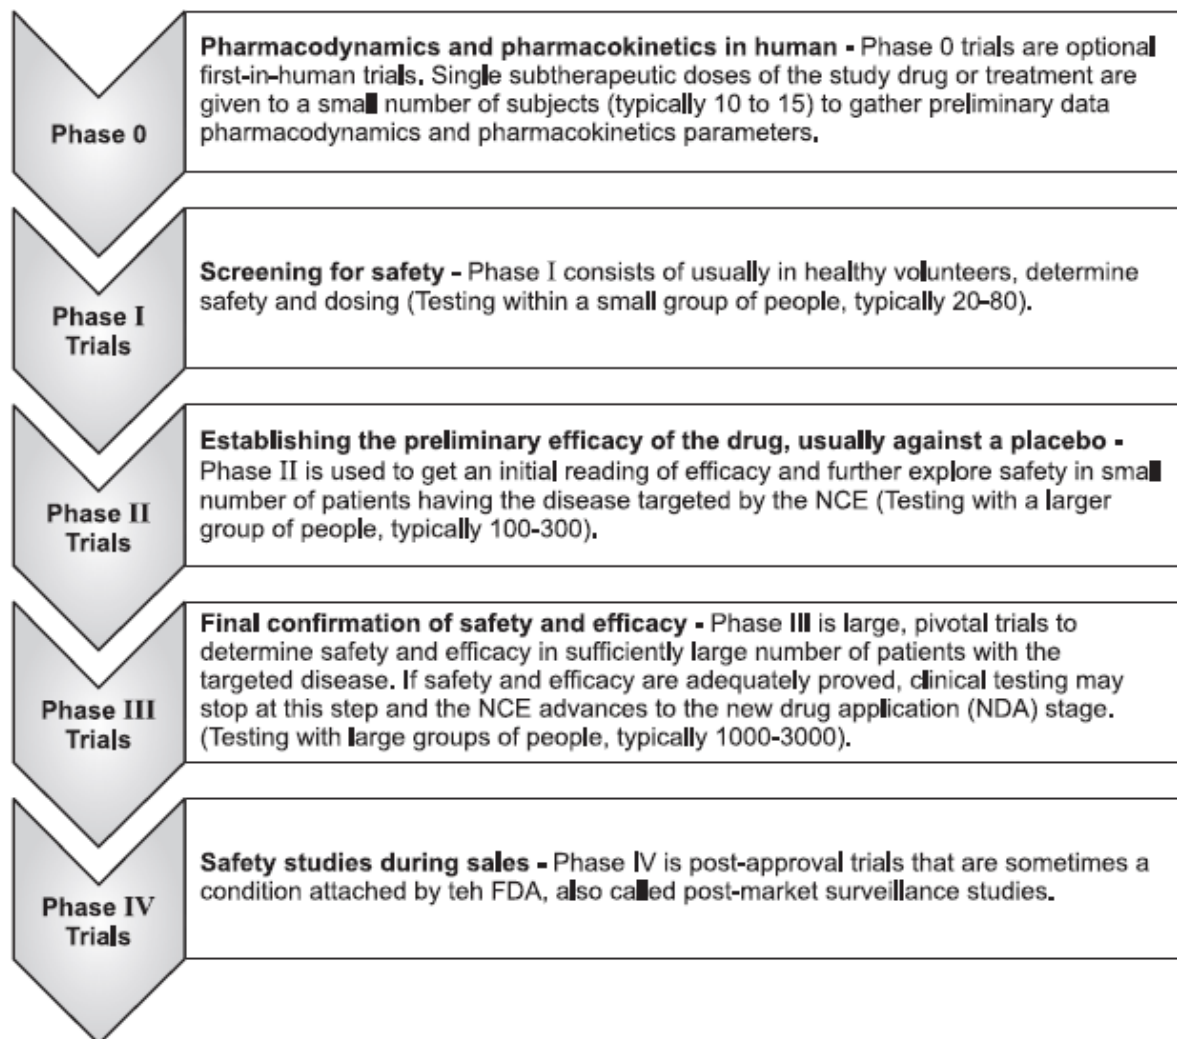 Phase 0
Pharmacodynamics and pharmacokinetics in human - Phase 0 trials are optional
first-in-human trials. Single subtherapeutic doses of the study drug or treatment are
given to a small number of subjects (typically 10 to 15) to gather preliminary data
pharmacodynamics and pharmacokinetics parameters.
Phase I
Trials
Screening for safety - Phase I consists of usually in healthy volunteers, determine
safety and dosing (Testing within a small group of people, typically 20–80).
Phase II
Trials
Establishing the preliminary efficacy of the drug, usually against a placebo -
Phase II is used to get an initial reading of efficacy and further explore safety in small
number of patients having the disease targeted by the NCE (Testing with a larger
group of people, typically 100-300).
Phase III
Trials
Final confirmation of safety and efficacy - Phase III is large, pivotal trials to
determine safety and efficacy in sufficiently large number of patients with the
targeted disease. If safety and efficacy are adequately proved, clinical testing may
stop at this step and the NCE advances to the new drug application (NDA) stage.
(Testing with large groups of people, typically 1000-3000).
Phase IV
Trials
Safety studies during sales - Phase IV is post-approval trials that are sometimes a
condition attached by teh FDA, also called post-market surveillance studies.